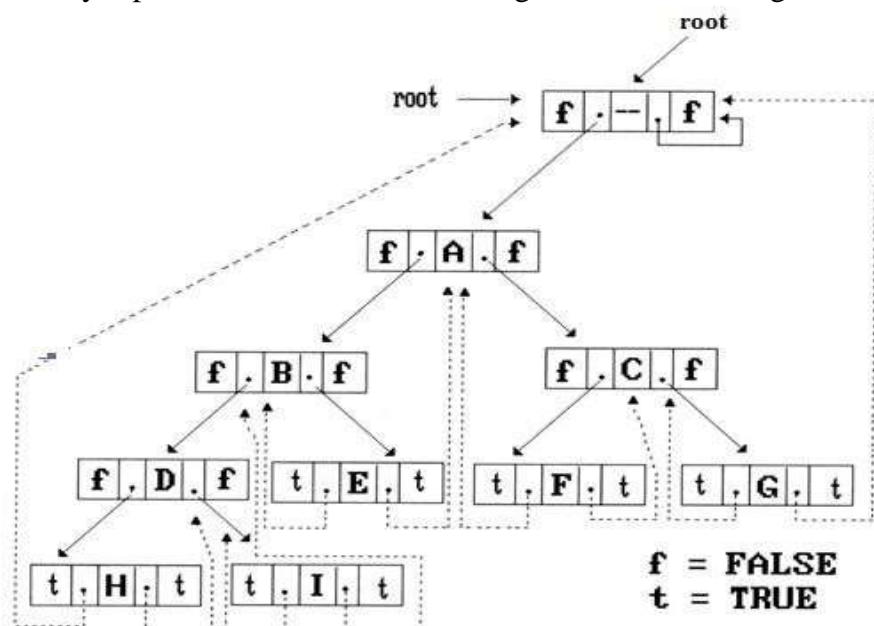 root
root
f . -- . f
f . A . f
f . B . f
f . C . f
f . D . f
t . E . t
t . F . t
t . G . t
t . H . t
t . I . t
f = FALSE
t = TRUE